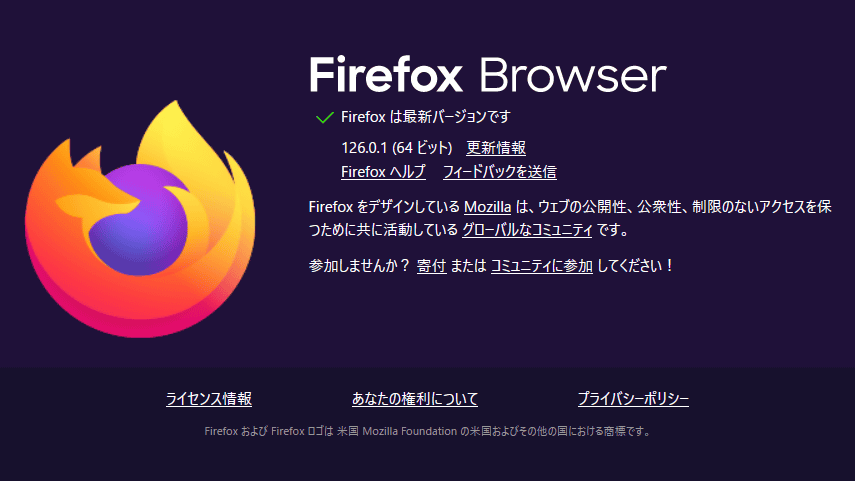 Firefox Browser
Firefox は最新バージョンです
126.0.1 (64 ビット) 更新情報
Firefox ヘルプ フィードバックを送信
Firefox をデザインしている Mozilla は、ウェブの公開性、公衆性、制限のないアクセスを保
つために共に活動している グローバルなコミュニティ です。
参加しませんか？ 寄付 または コミュニティに参加 してください！
ライセンス情報 あなたの権利について プライバシーポリシー
Firefox および Firefox ロゴは 米国 Mozilla Foundation の米国およびその他の国における商標です。